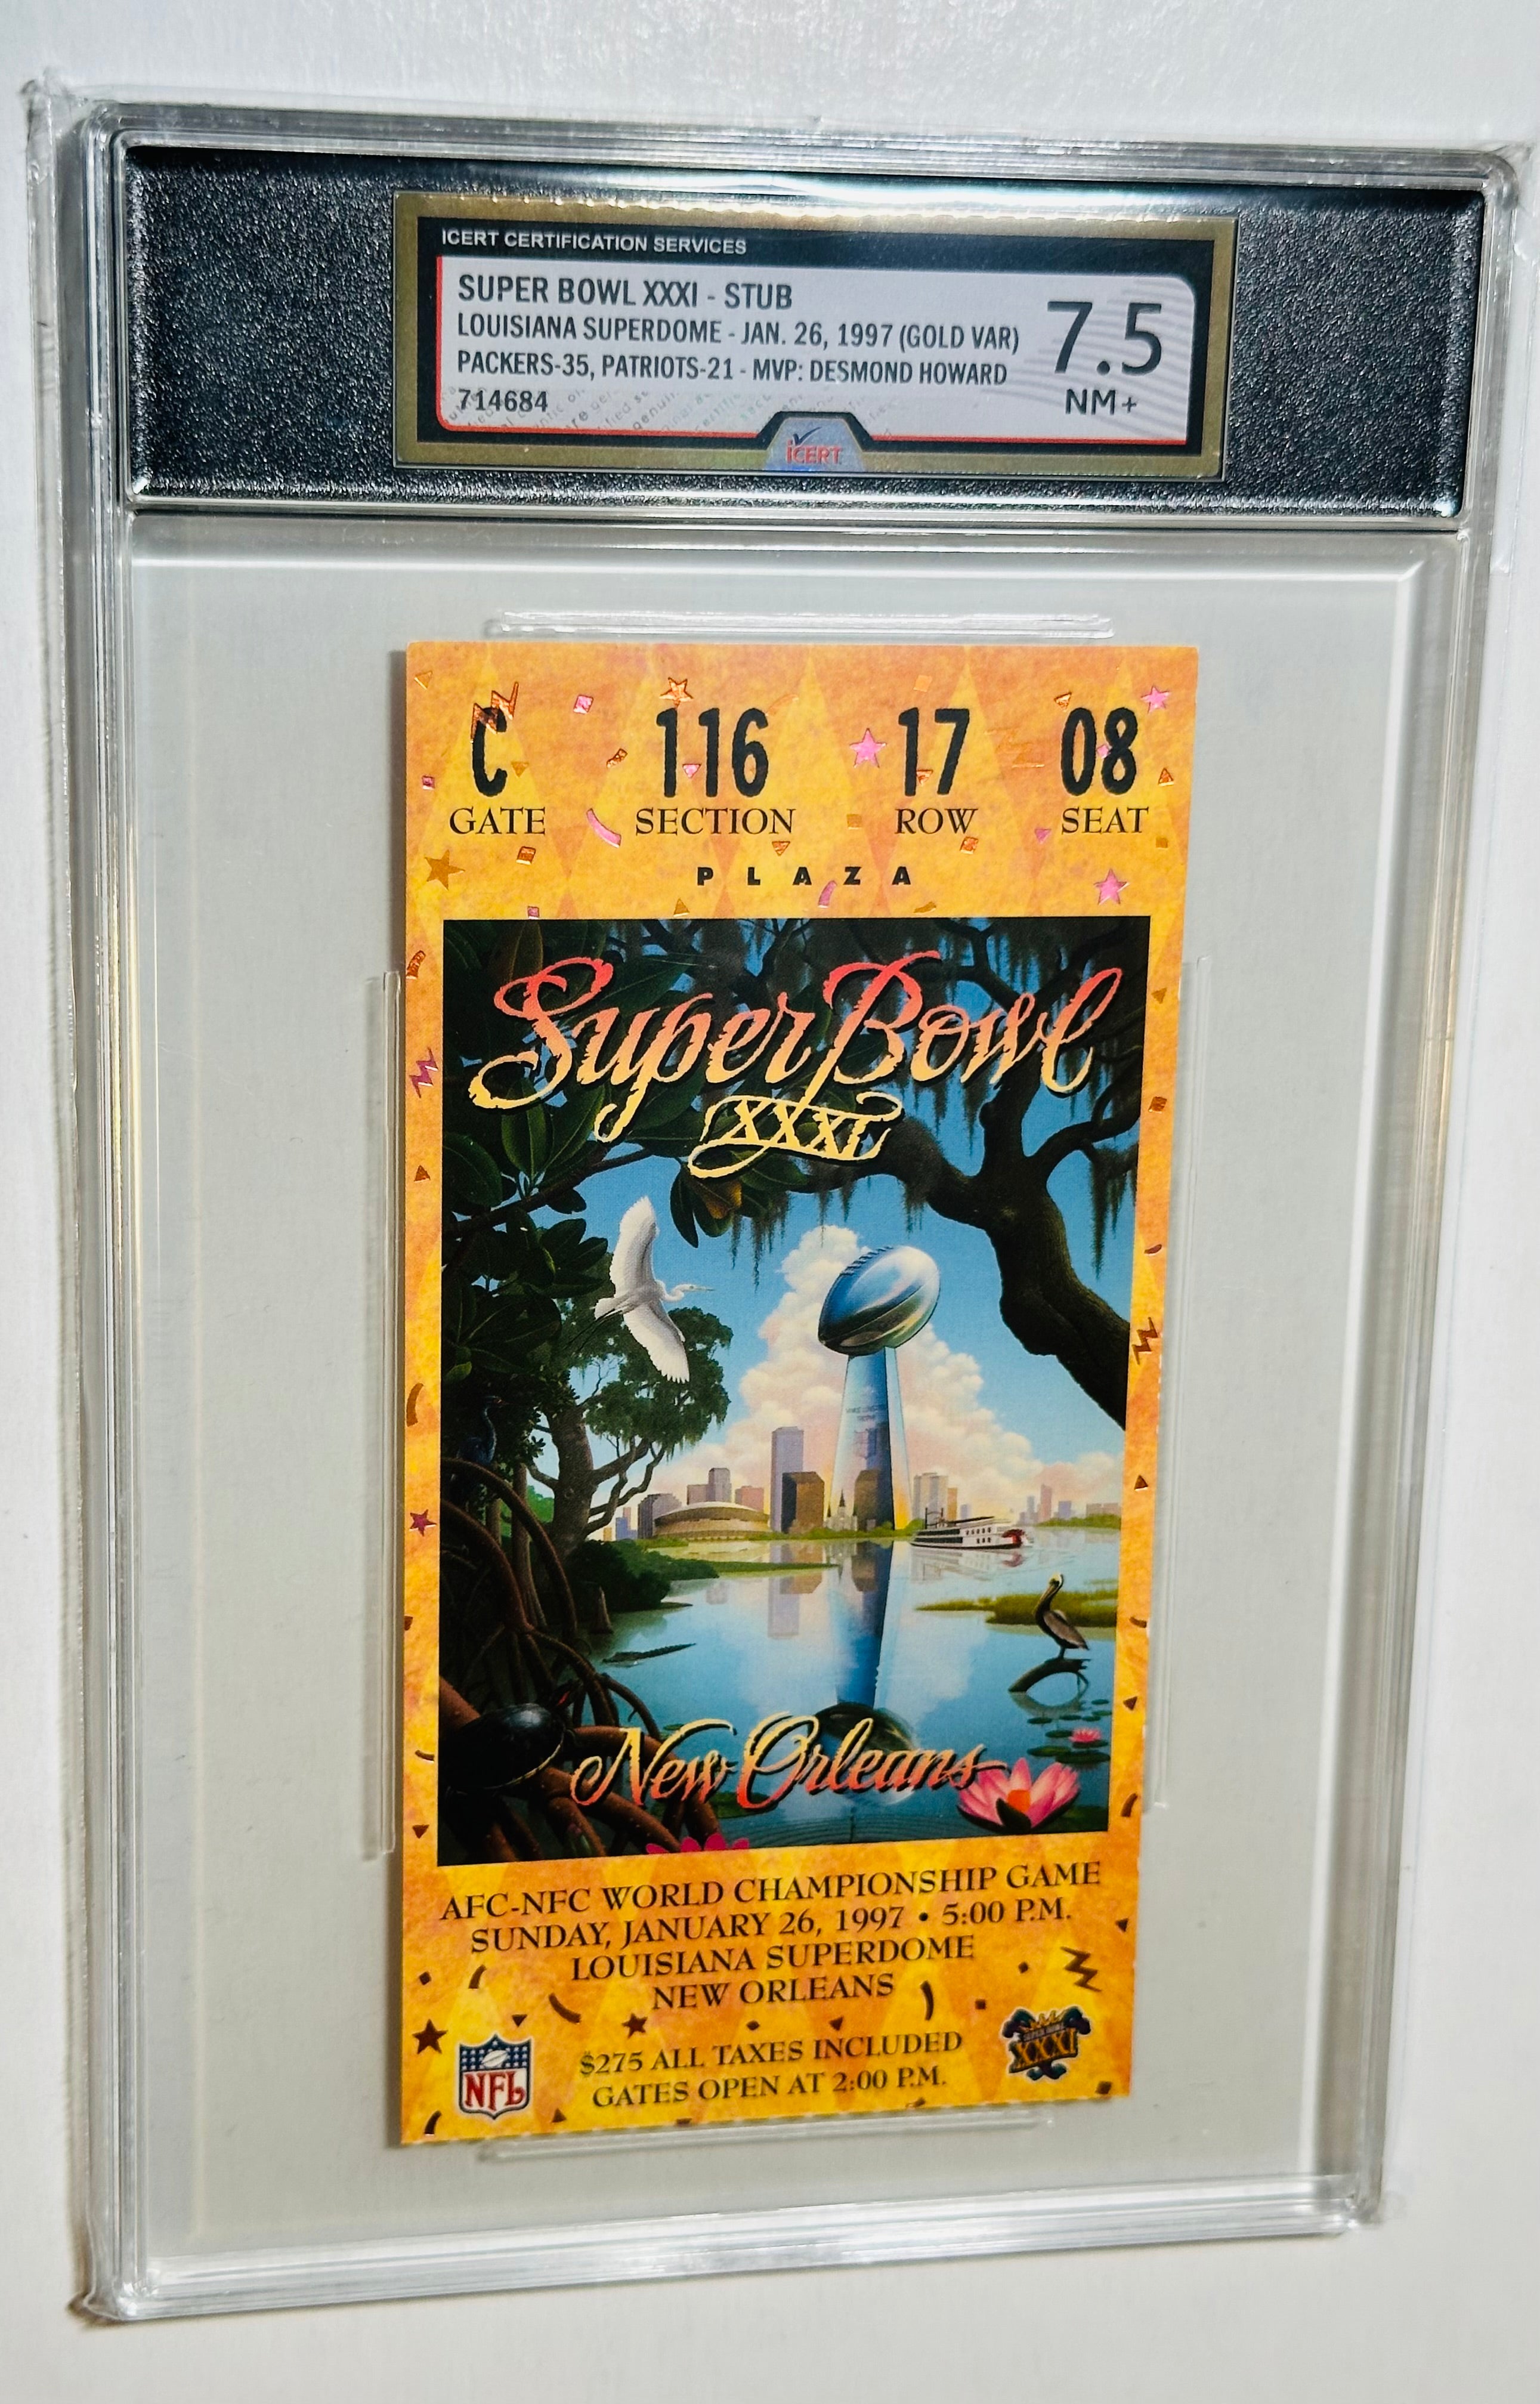 ICERT CERTIFICATION SERVICES
SUPER BOWL XXXI - STUB
LOUISIANA SUPERDOME - JAN. 26, 1997 (GOLD VAR)
PACKERS-35, PATRIOTS-21 - MVP: DESMOND HOWARD
714684
7.5
NM+
iCERT
C 116 17 08
GATE SECTION ROW SEAT
PLAZA
Super Bowl
XXXI
New Orleans
AFC-NFC WORLD CHAMPIONSHIP GAME
SUNDAY, JANUARY 26, 1997 • 5:00 P.M.
LOUISIANA SUPERDOME
NEW ORLEANS
$275 ALL TAXES INCLUDED
GATES OPEN AT 2:00 P.M.
NFL
SUPER BOWL
XXXI